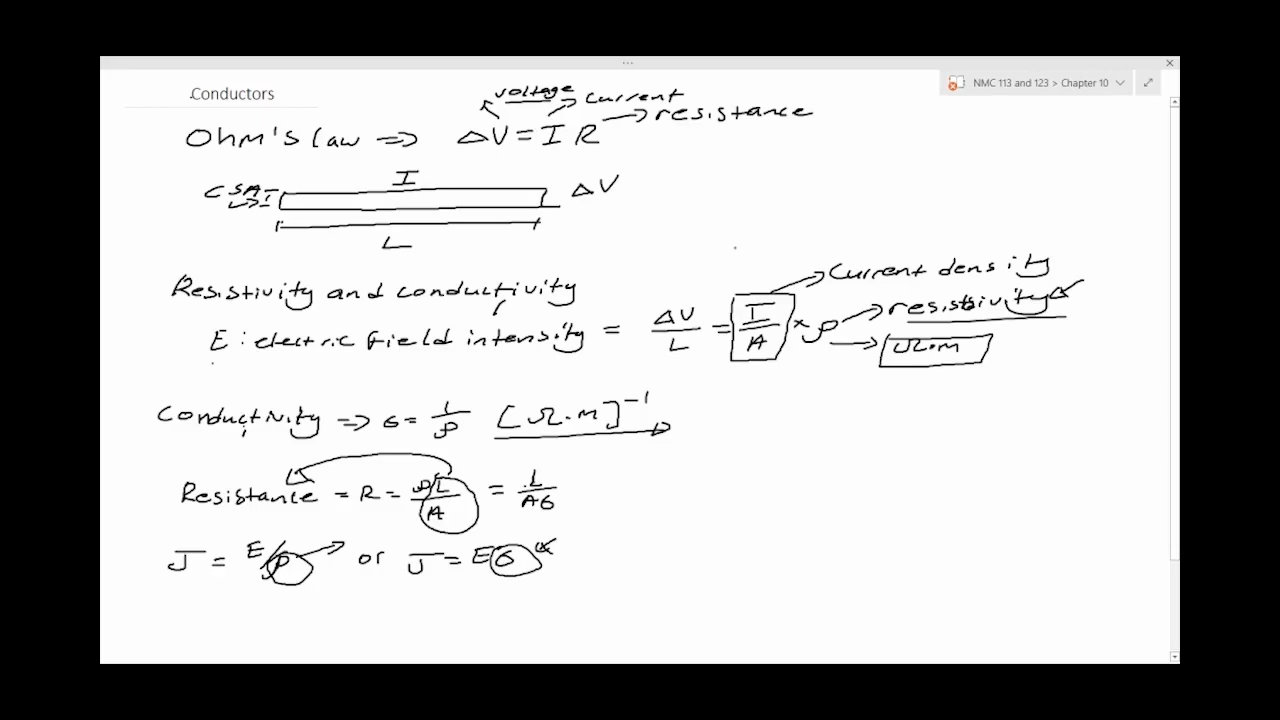 NMC 113 and 123 > Chapter 10
Conductors
voltage
current
resistance
Ohm's law => ΔV = I R
I
CSA
ΔV
L
Resistivity and conductivity
Current density
E : electric field intensity = ΔV/L = I/A * ρ
resistivity
Ω.m
Conductivity => σ = 1/ρ [Ω.m]⁻¹
Resistance = R = ρL/A = L/Aσ
J = E/ρ or J = Eσ